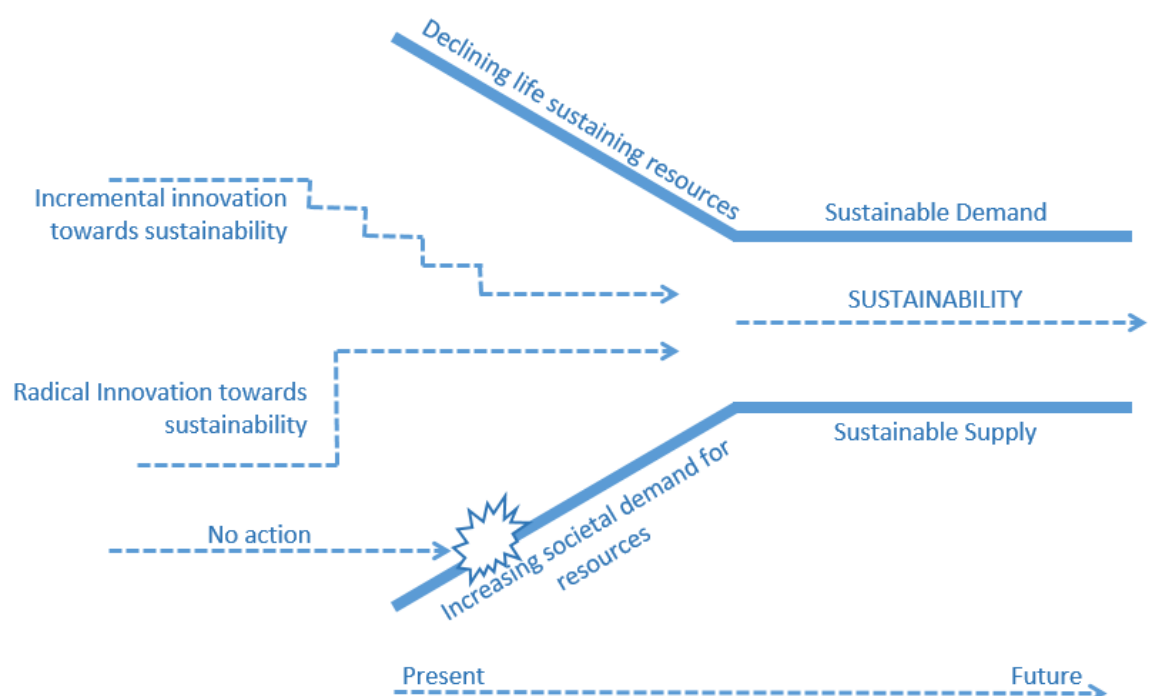 Declining life sustaining resources
Incremental innovation
towards sustainability
Sustainable Demand
SUSTAINABILITY
Radical Innovation towards
sustainability
Sustainable Supply
No action
Increasing societal demand for
resources
Present
Future